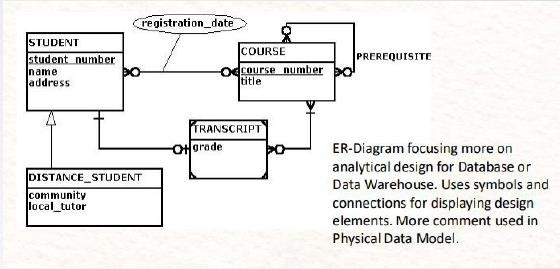 registration_date
STUDENT
student_number
name
address
COURSE
course_number
title
PREREQUISITE
TRANSCRIPT
grade
DISTANCE_STUDENT
community
local_tutor
ER-Diagram focusing more on
analytical design for Database or
Data Warehouse. Uses symbols and
connections for displaying design
elements. More comment used in
Physical Data Model.